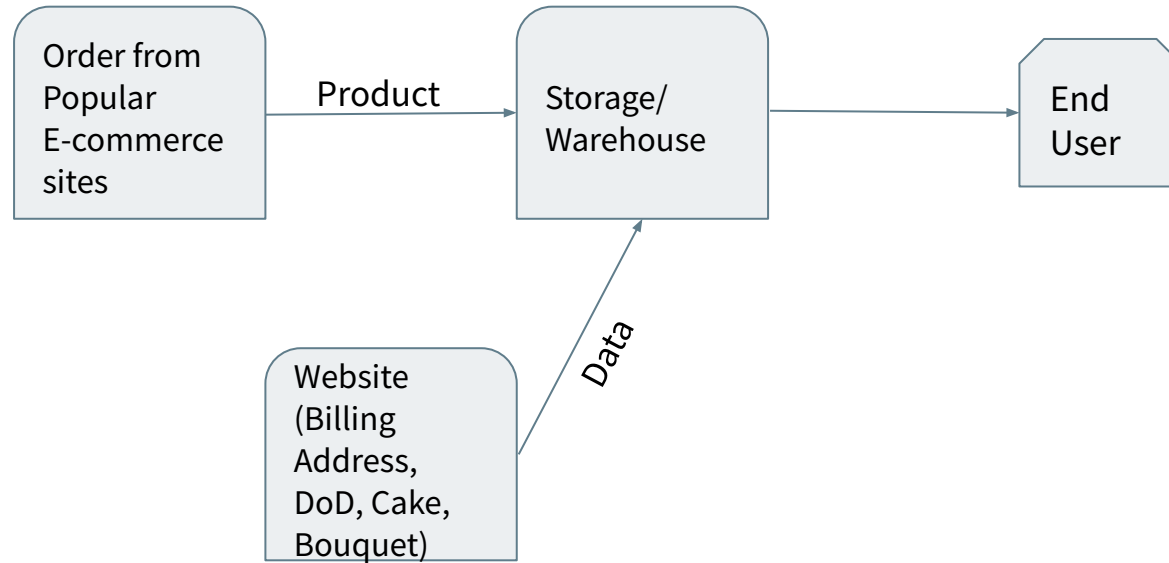 Order from
Popular
E-commerce
sites
Product
Storage/
Warehouse
End
User
Data
Website
(Billing
Address,
DoD, Cake,
Bouquet)